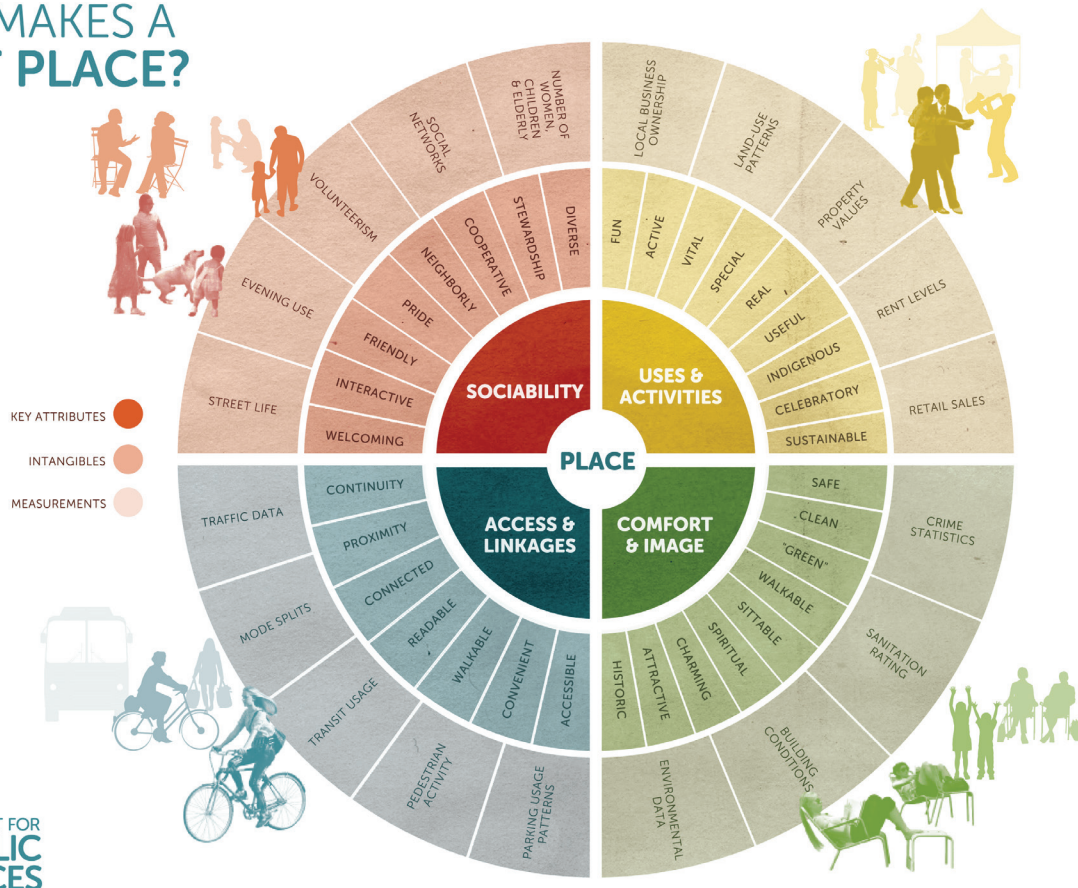 MAKES A
PLACE?
KEY ATTRIBUTES
INTANGIBLES
MEASUREMENTS
PLACE
SOCIABILITY
USES &
ACTIVITIES
ACCESS &
LINKAGES
COMFORT
& IMAGE
WELCOMING
INTERACTIVE
FRIENDLY
PRIDE
NEIGHBORLY
COOPERATIVE
STEWARDSHIP
DIVERSE
FUN
ACTIVE
VITAL
SPECIAL
REAL
USEFUL
INDIGENOUS
CELEBRATORY
SUSTAINABLE
SAFE
CLEAN
"GREEN"
WALKABLE
SITTABLE
SPIRITUAL
CHARMING
ATTRACTIVE
HISTORIC
ACCESSIBLE
CONVENIENT
WALKABLE
READABLE
CONNECTED
PROXIMITY
CONTINUITY
STREET LIFE
EVENING USE
VOLUNTEERISM
SOCIAL
NETWORKS
NUMBER OF
WOMEN,
CHILDREN
& ELDERLY
LOCAL BUSINESS
OWNERSHIP
LAND-USE
PATTERNS
PROPERTY
VALUES
RENT LEVELS
RETAIL SALES
CRIME
STATISTICS
SANITATION
RATING
BUILDING
CONDITIONS
ENVIRONMENTAL
DATA
PARKING USAGE
PATTERNS
PEDESTRIAN
ACTIVITY
TRANSIT USAGE
MODE SPLITS
TRAFFIC DATA
T FOR
LIC
CES